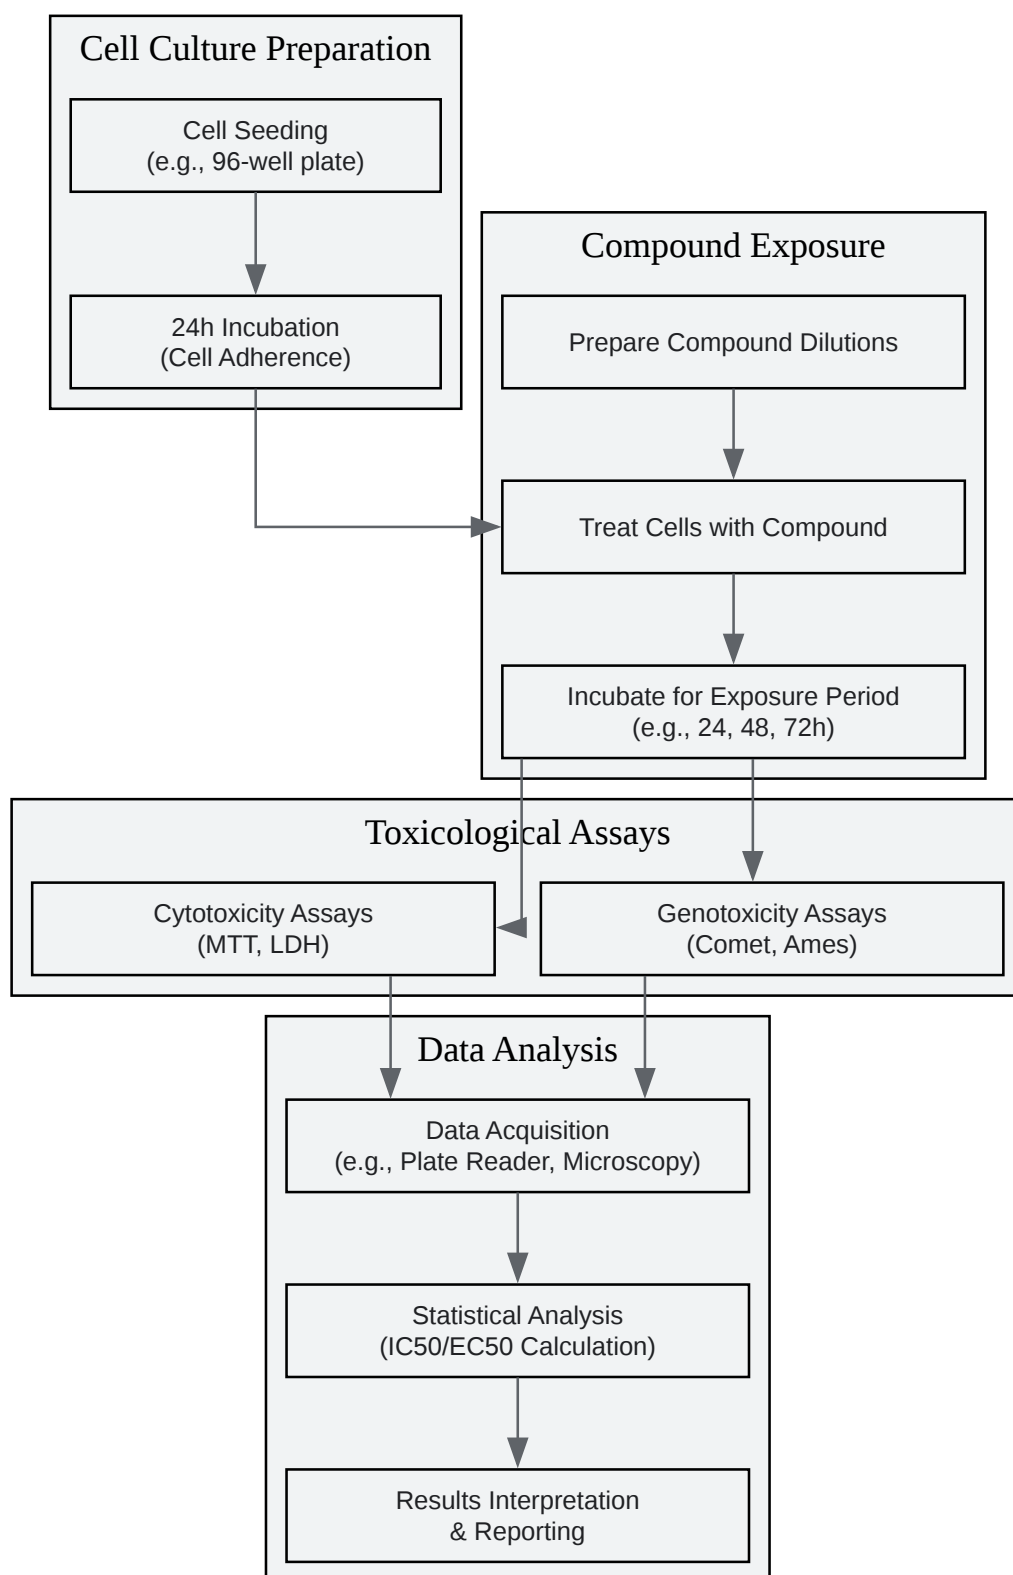 Cell Culture Preparation
Cell Seeding
(e.g., 96-well plate)
24h Incubation
(Cell Adherence)
Compound Exposure
Prepare Compound Dilutions
Treat Cells with Compound
Incubate for Exposure Period
(e.g., 24, 48, 72h)
Toxicological Assays
Cytotoxicity Assays
(MTT, LDH)
Genotoxicity Assays
(Comet, Ames)
Data Analysis
Data Acquisition
(e.g., Plate Reader, Microscopy)
Statistical Analysis
(IC50/EC50 Calculation)
Results Interpretation
& Reporting